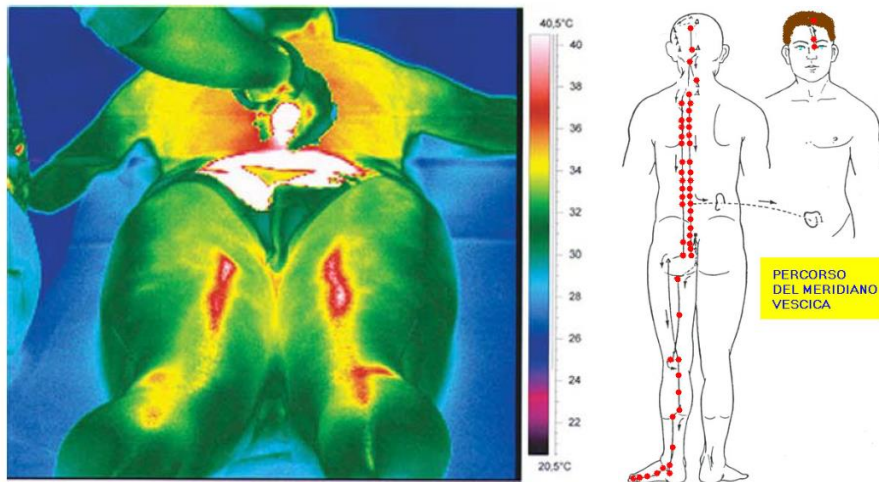 40,5°C
40
38
36
34
32
30
28
26
24
22
20,5°C
PERCORSO
DEL MERIDIANO
VESCICA